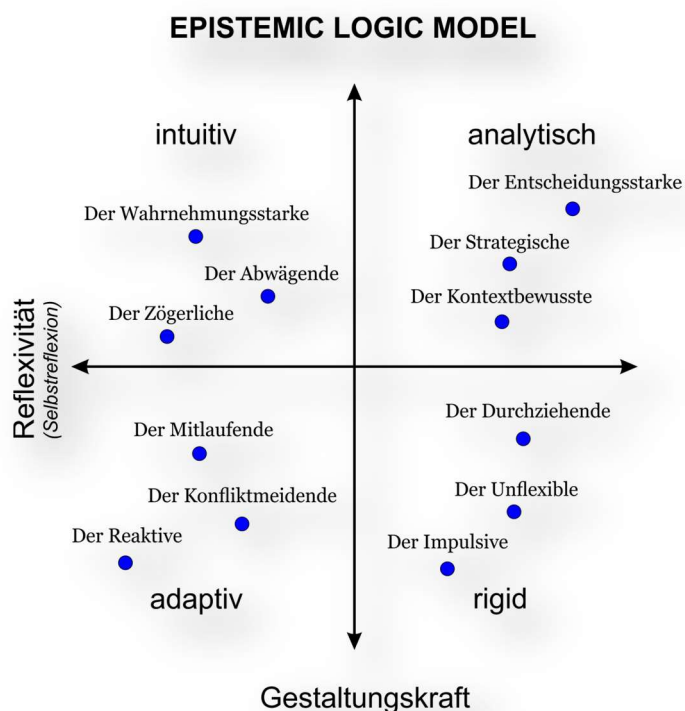 EPISTEMIC LOGIC MODEL
intuitiv
analytisch
Der Entscheidungsstarke
Der Wahrnehmungsstarke
Der Strategische
Der Abwägende
Der Kontextbewusste
Der Zögerliche
Reflexivität
(Selbstreflexion)
Der Durchziehende
Der Mitlaufende
Der Unflexible
Der Konfliktmeidende
Der Reaktive
Der Impulsive
adaptiv
rigid
Gestaltungskraft